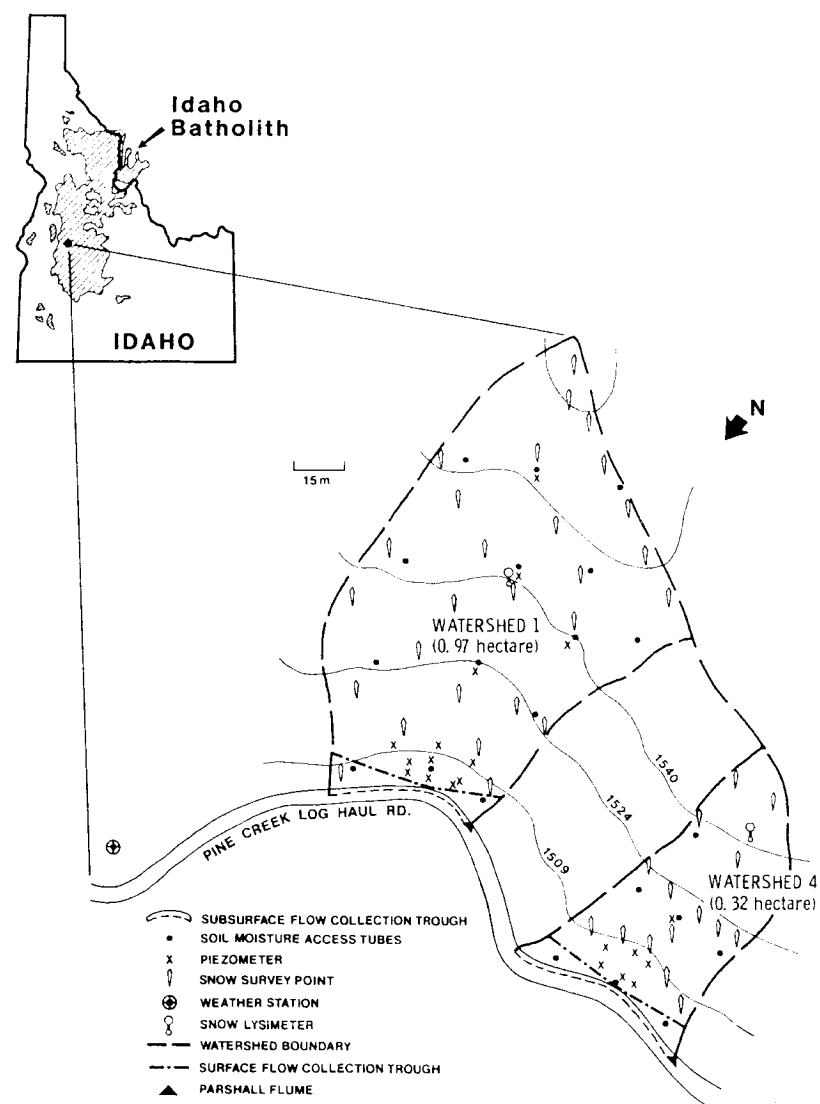 Idaho
Batholith
IDAHO
N
15 m
WATERSHED 1
(0.97 hectare)
1540
1524
1509
PINE CREEK LOG HAUL RD.
WATERSHED 4
(0.32 hectare)
SUBSURFACE FLOW COLLECTION TROUGH
SOIL MOISTURE ACCESS TUBES
x PIEZOMETER
SNOW SURVEY POINT
WEATHER STATION
SNOW LYSIMETER
WATERSHED BOUNDARY
SURFACE FLOW COLLECTION TROUGH
PARSHALL FLUME